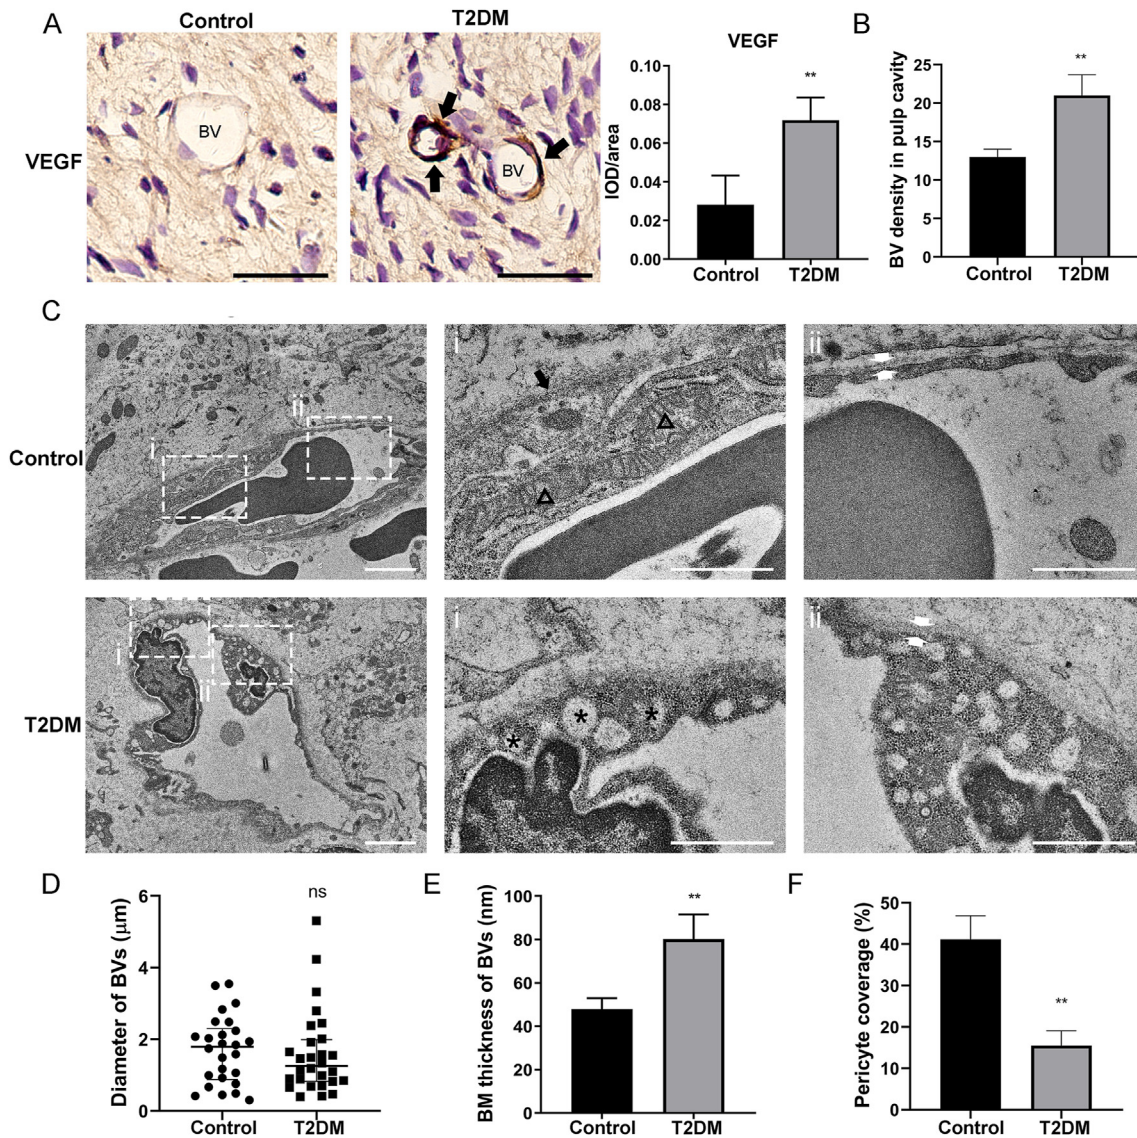 A
Control
T2DM
VEGF
BV
BV
VEGF
IOD/area
0.10
0.08
0.06
0.04
0.02
0.00
**
Control
T2DM
B
BV density in pulp cavity
25
20
15
10
5
0
**
Control
T2DM
C
Control
i
ii
i
ii
T2DM
i
ii
i
*
*
*
ii
D
Diameter of BVs (μm)
6
4
2
0
ns
Control
T2DM
E
BM thickness of BVs (nm)
100
80
60
40
20
0
**
Control
T2DM
F
Pericyte coverage (%)
50
40
30
20
10
0
**
Control
T2DM